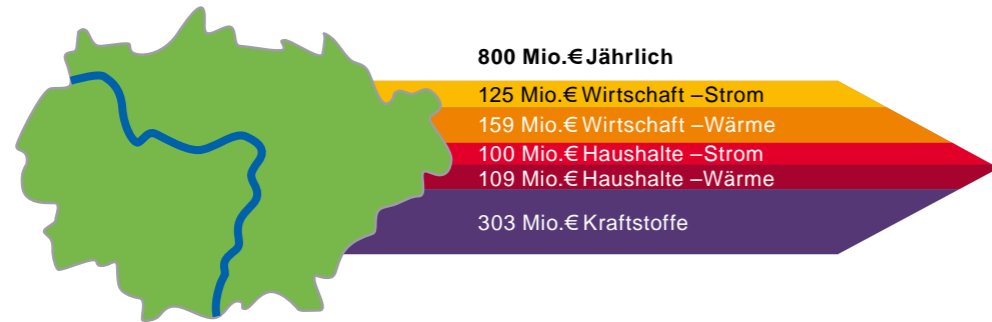 800 Mio.€ Jährlich
125 Mio.€ Wirtschaft –Strom
159 Mio.€ Wirtschaft –Wärme
100 Mio.€ Haushalte –Strom
109 Mio.€ Haushalte –Wärme
303 Mio.€ Kraftstoffe